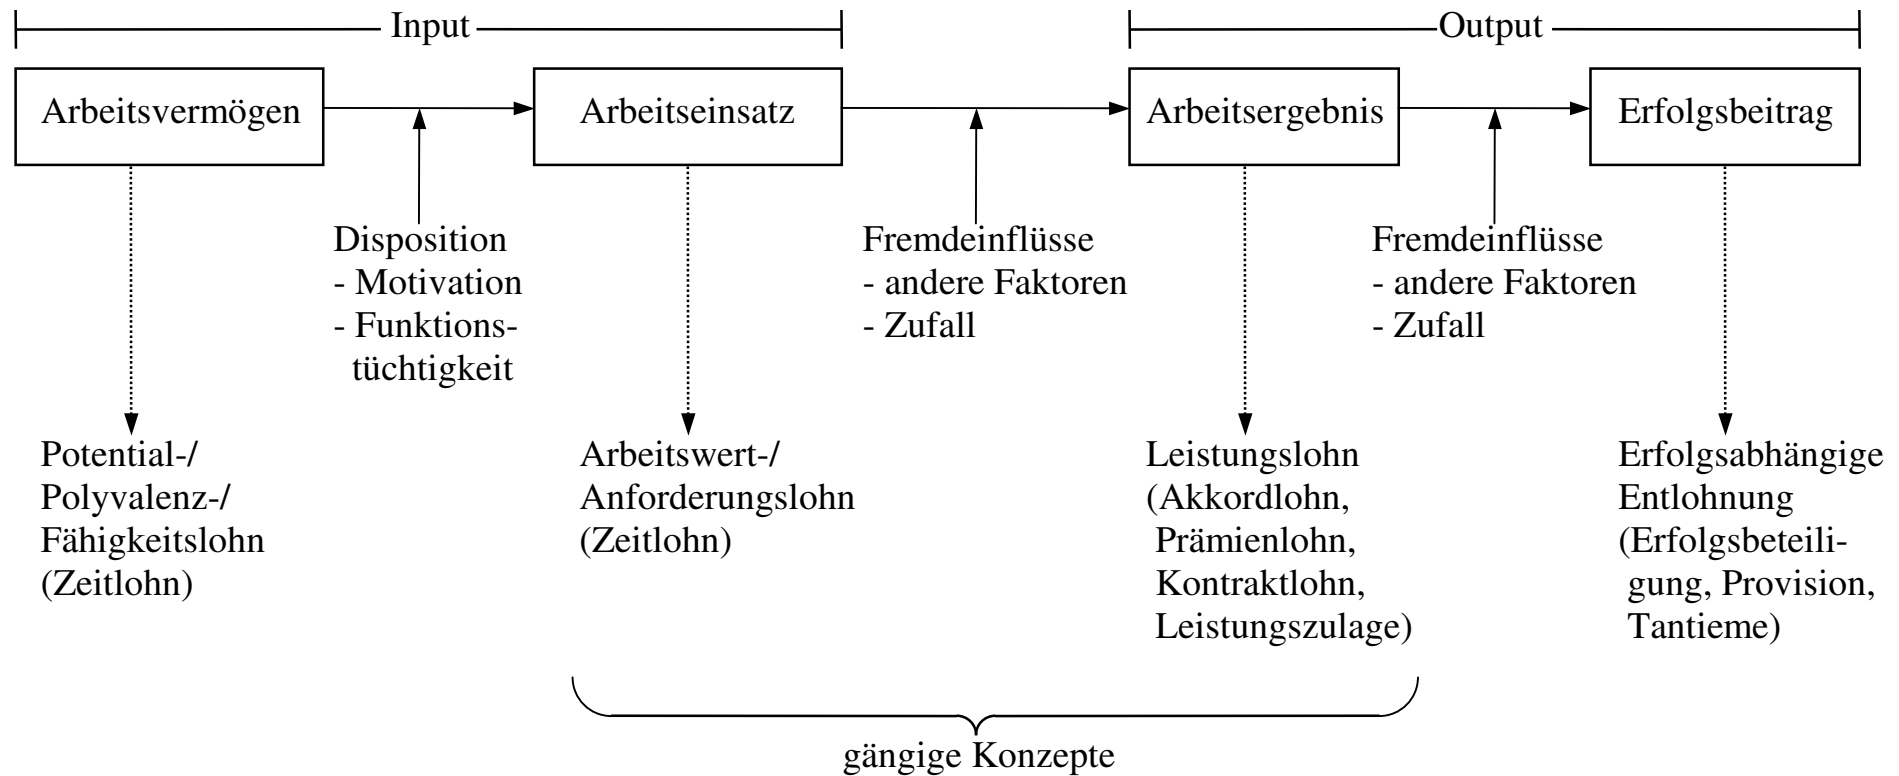 Input
Output
Arbeitsvermögen
Arbeitseinsatz
Arbeitsergebnis
Erfolgsbeitrag
Disposition
- Motivation
- Funktions-
tüchtigkeit
Fremdeinflüsse
- andere Faktoren
- Zufall
Fremdeinflüsse
- andere Faktoren
- Zufall
Potential-/
Polyvalenz-/
Fähigkeitslohn
(Zeitlohn)
Arbeitswert-/
Anforderungslohn
(Zeitlohn)
Leistungslohn
(Akkordlohn,
Prämienlohn,
Kontraktlohn,
Leistungszulage)
Erfolgsabhängige
Entlohnung
(Erfolgsbeteili-
gung, Provision,
Tantieme)
gängige Konzepte